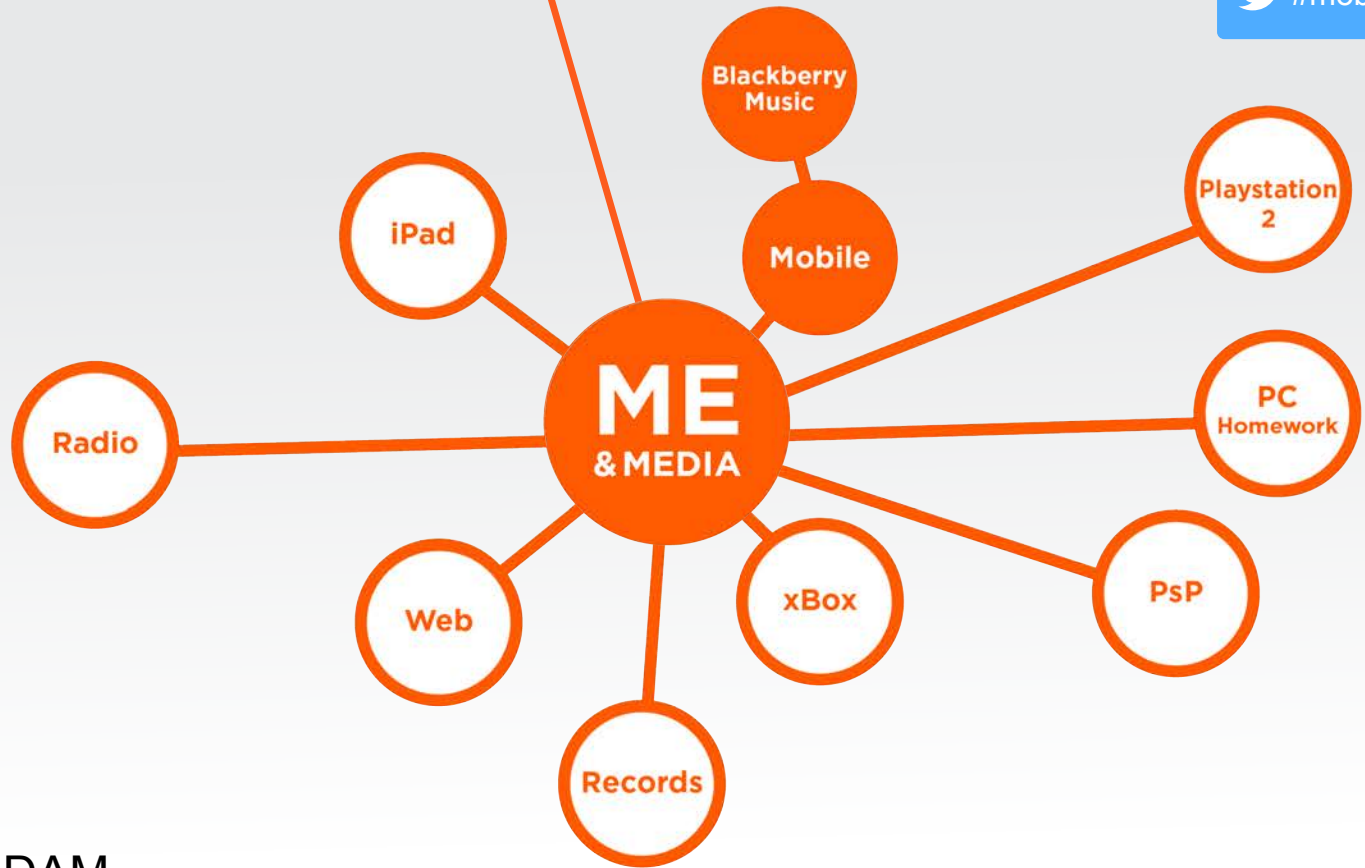 Blackberry
Music
Playstation
2
iPad
Mobile
ME
& MEDIA
PC
Homework
Radio
PsP
xBox
Web
Records